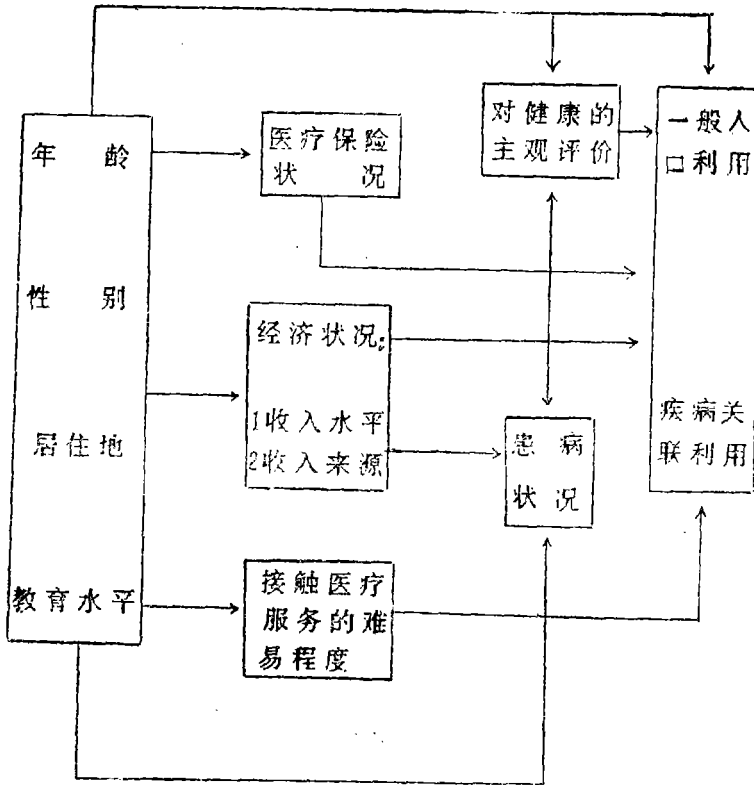 年 龄
性 别
居住地
教育水平
医疗保险
状 况
经济状况:
1收入水平
2收入来源
接触医疗
服务的难
易程度
对健康的
主观评价
患 病
状 况
一般人
口利用
疾病关
联利用